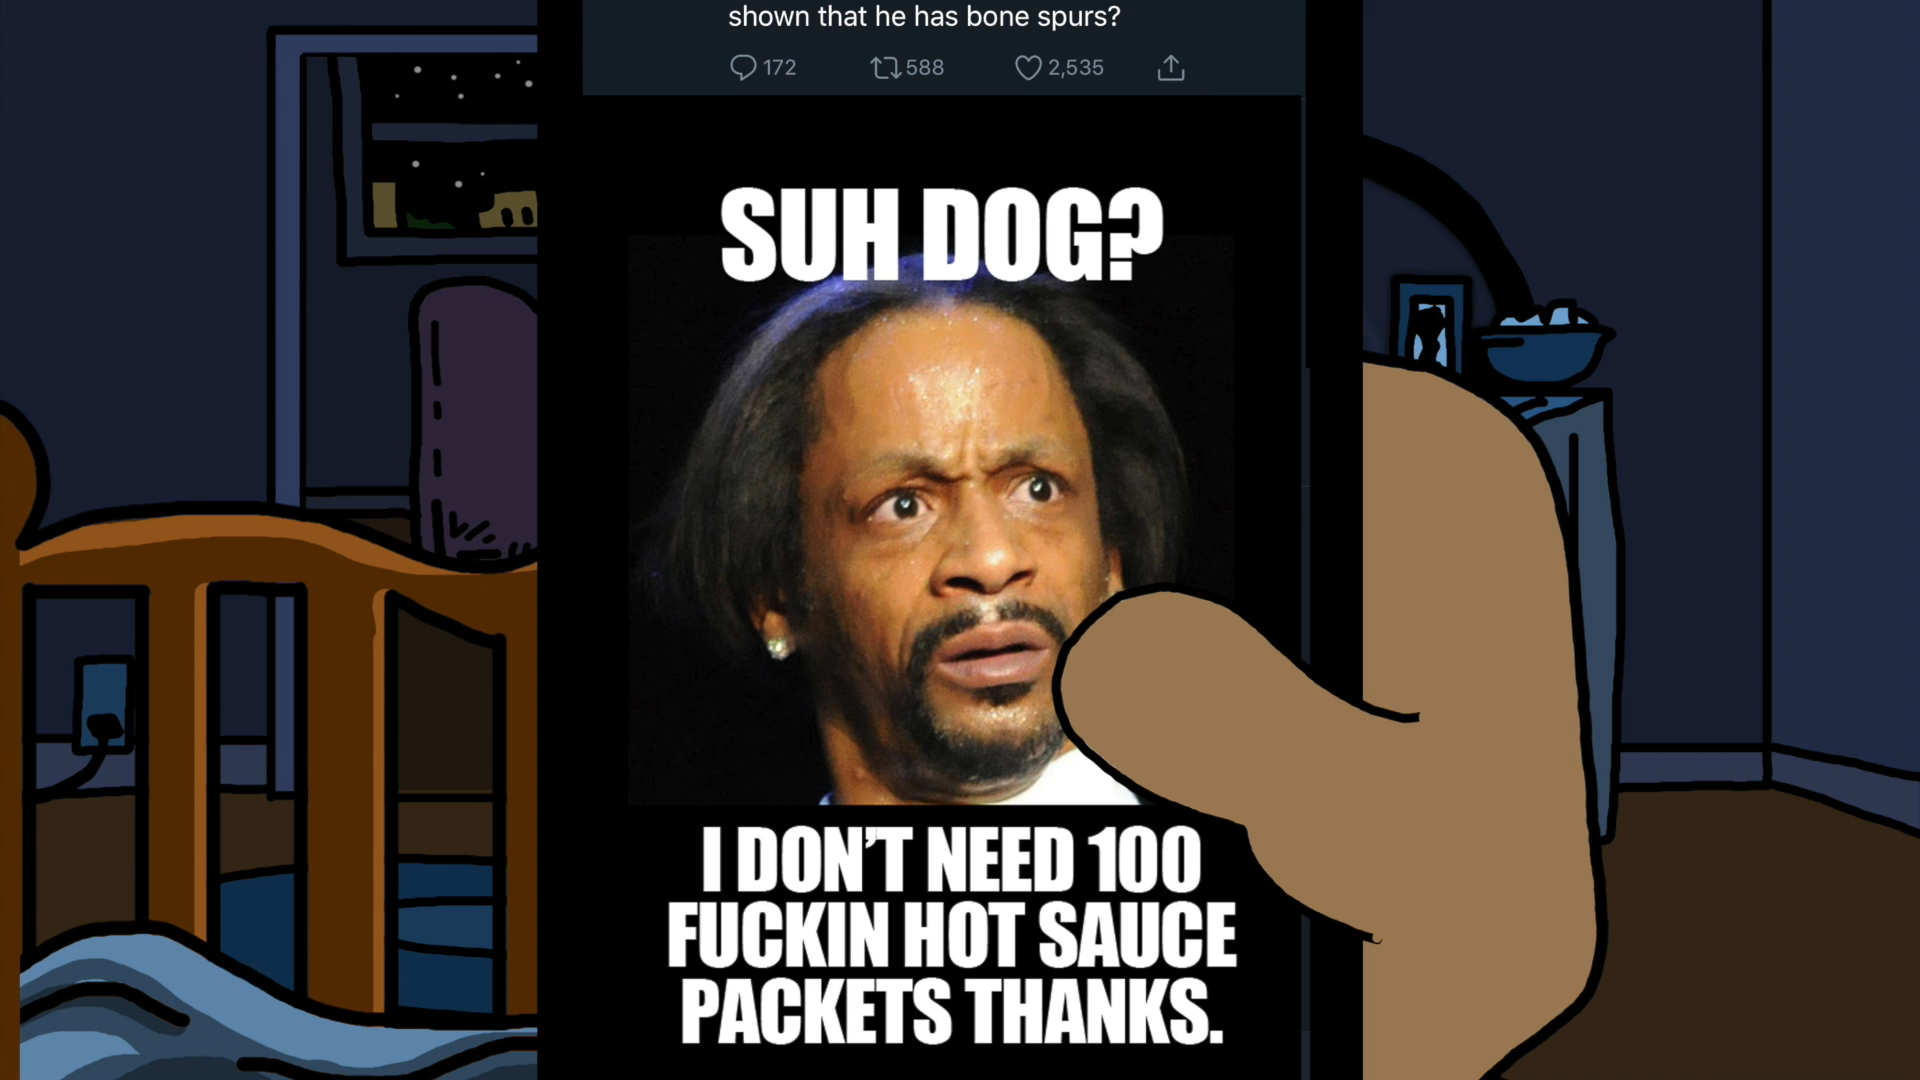 shown that he has bone spurs?
172 588 2,535
SUH DOG?
I DON'T NEED 100
FUCKIN HOT SAUCE
PACKETS THANKS.